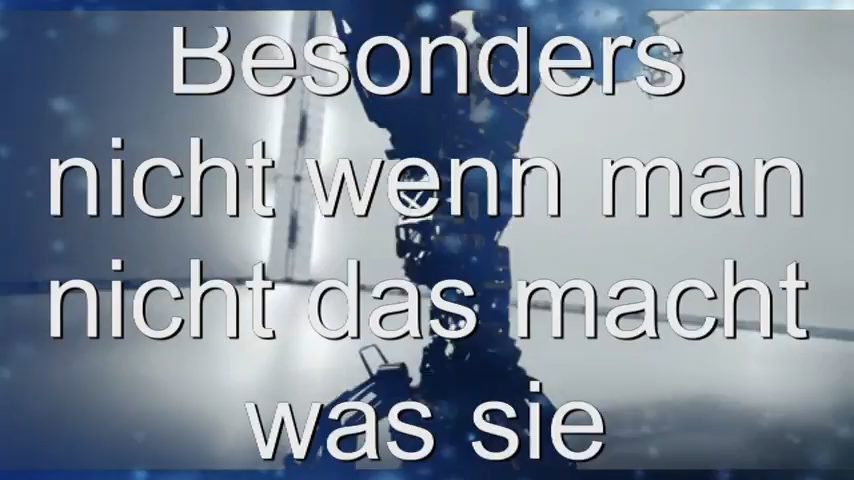 Besonders
nicht wenn man
nicht das macht
was sie